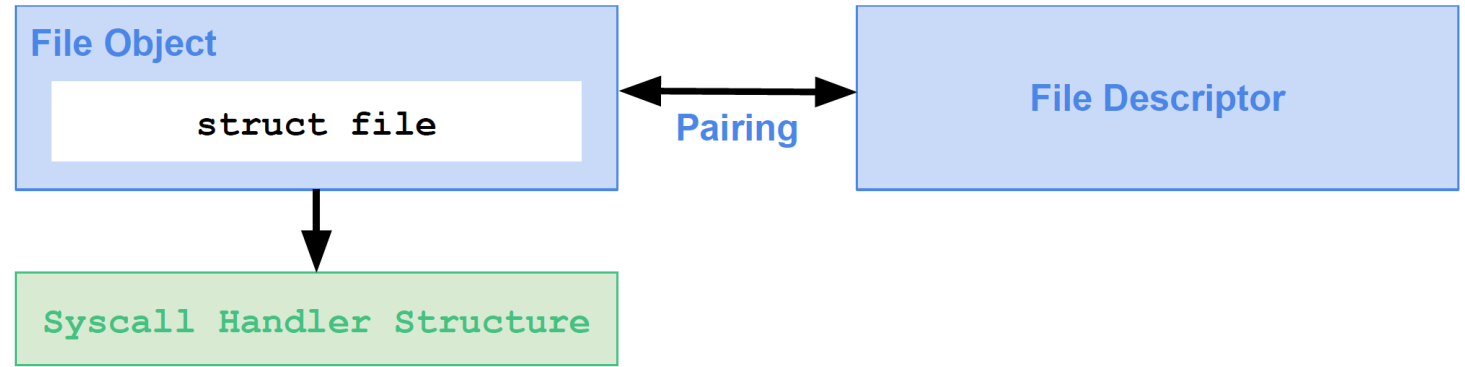 File Object
struct file
Pairing
File Descriptor
Syscall Handler Structure